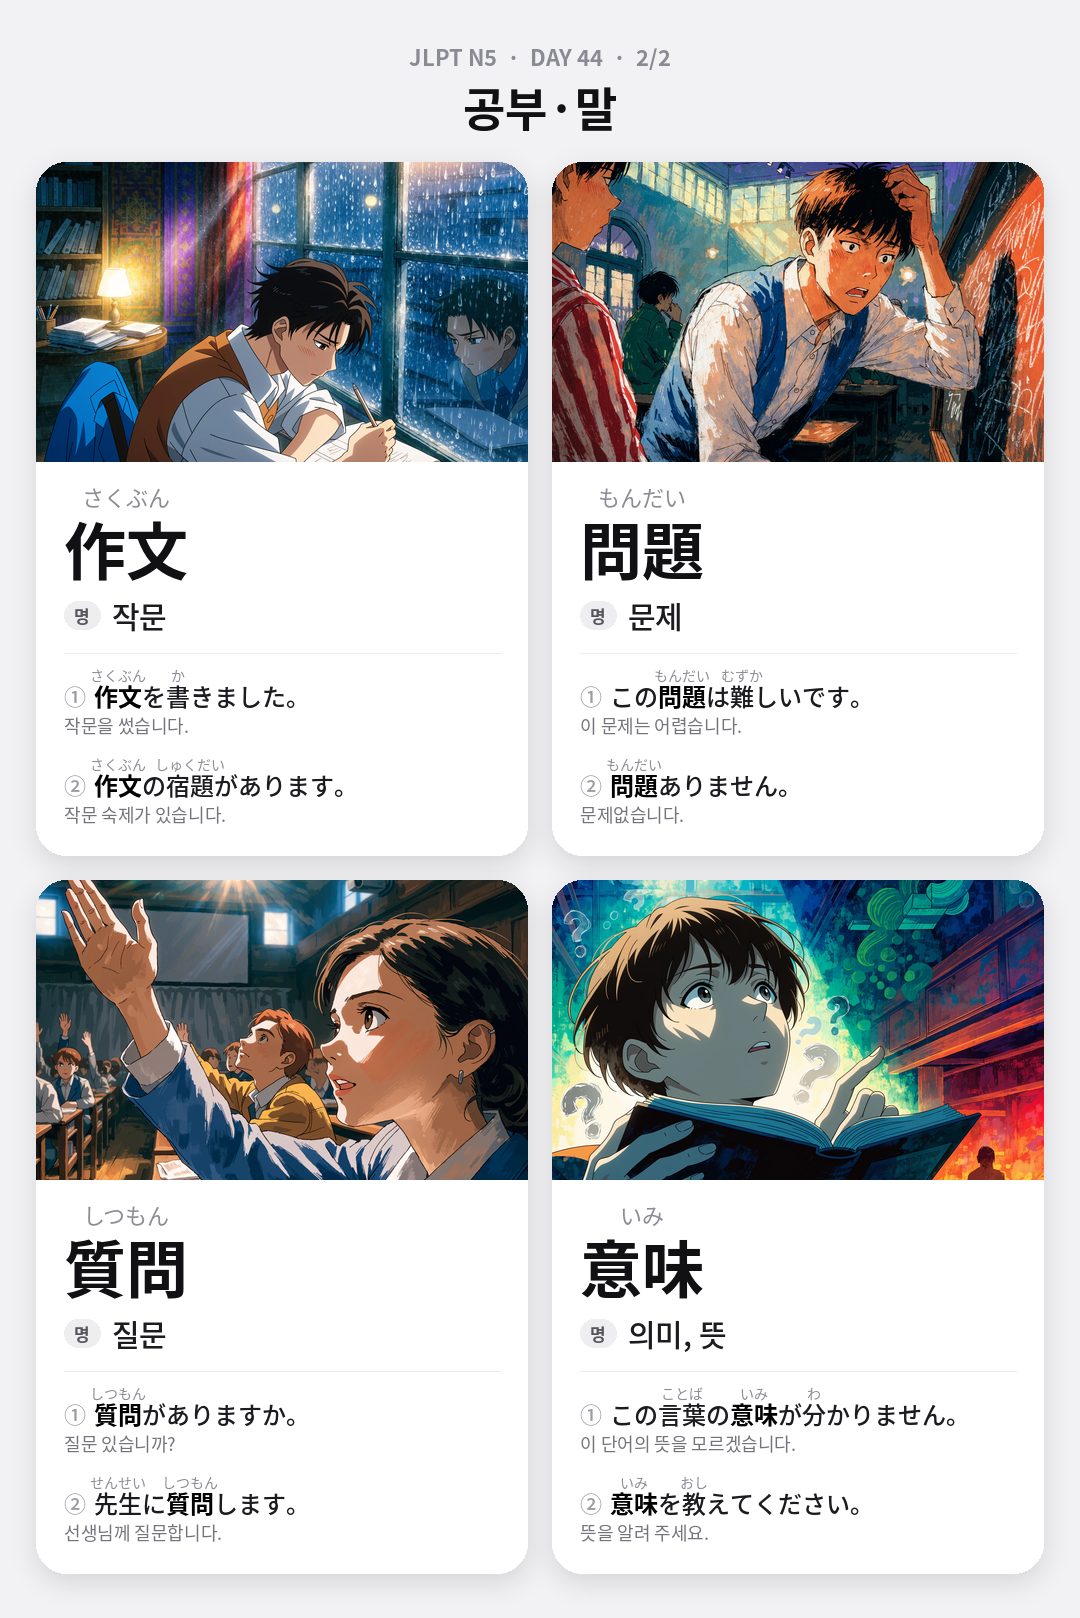 JLPT N5 · DAY 44 · 2/2
공부·말
さくぶん
作文
명 작문
さくぶん か
① 作文を書きました。
작문을 썼습니다.
さくぶん しゅくだい
② 作文の宿題があります。
작문 숙제가 있습니다.
もんだい
問題
명 문제
もんだい むずか
① この問題は難しいです。
이 문제는 어렵습니다.
もんだい
② 問題ありません。
문제없습니다.
しつもん
質問
명 질문
しつもん
① 質問がありますか。
질문 있습니까?
せんせい しつもん
② 先生に質問します。
선생님께 질문합니다.
いみ
意味
명 의미, 뜻
ことば いみ わ
① この言葉の意味が分かりません。
이 단어의 뜻을 모르겠습니다.
いみ おし
② 意味を教えてください。
뜻을 알려 주세요.